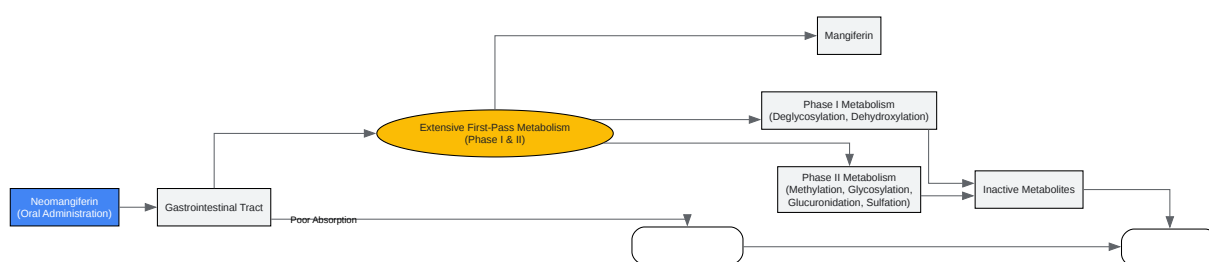 Mangiferin
Phase I Metabolism
(Deglycosylation, Dehydroxylation)
Extensive First-Pass Metabolism
(Phase I & II)
Phase II Metabolism
(Methylation, Glycosylation,
Glucuronidation, Sulfation)
Inactive Metabolites
Neomangiferin
(Oral Administration)
Gastrointestinal Tract
Poor Absorption